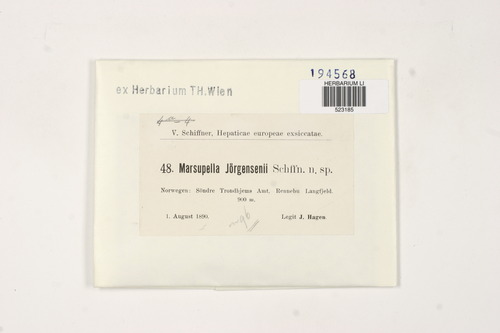 194568
ex Herbarium TH.Wien
HERBARIUM LI
523185
V. Schiffner, Hepaticae europeae exsiccatae.
48. Marsupella Jörgensenii Schffn. n. sp.
Norwegen: Söndre Trondhjems Amt, Rennebu Langfjeld.
900 m.
1. August 1890.
Legit J. Hagen